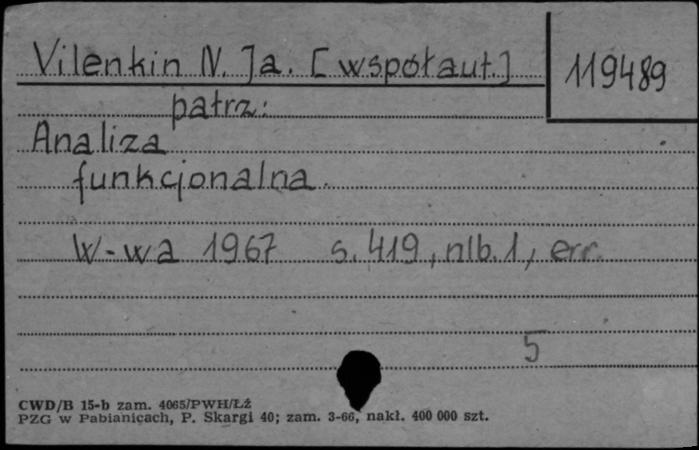 Vilenkin N. Ja. [współaut.]
119489
patrz:
Analiza
funkcjonalna.
W-wa 1967 s. 419, nlb. 1, err.
5
CWD/B 15-b zam. 4065/PWH/Łż
PZG w Pabianicach, P. Skargi 40; zam. 3-66, nakł. 400 000 szt.